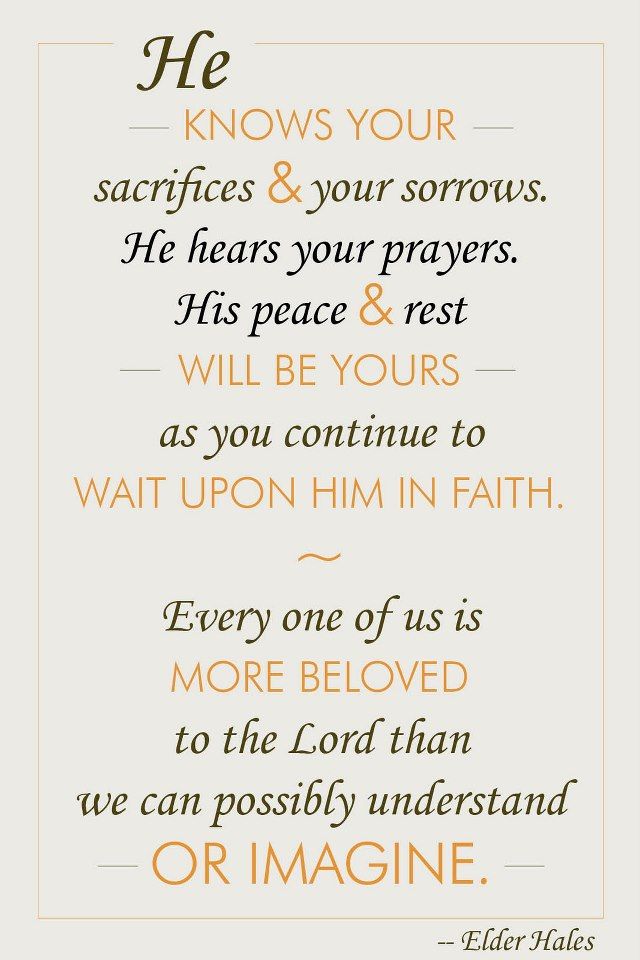 He
KNOWS YOUR
sacrifices & your sorrows.
He hears your prayers.
His peace & rest
WILL BE YOURS
as you continue to
WAIT UPON HIM IN FAITH.
~
Every one of us is
MORE BELOVED
to the Lord than
we can possibly understand
OR IMAGINE.
-- Elder Hales